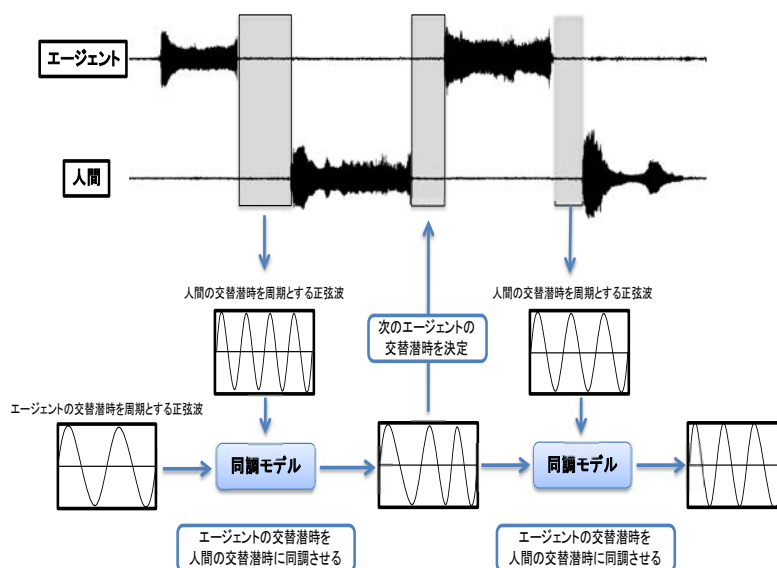 エージェント
人間
人間の交替潜時を周期とする正弦波
人間の交替潜時を周期とする正弦波
次のエージェントの
交替潜時を決定
エージェントの交替潜時を周期とする正弦波
同調モデル
同調モデル
エージェントの交替潜時を
人間の交替潜時に同調させる
エージェントの交替潜時を
人間の交替潜時に同調させる